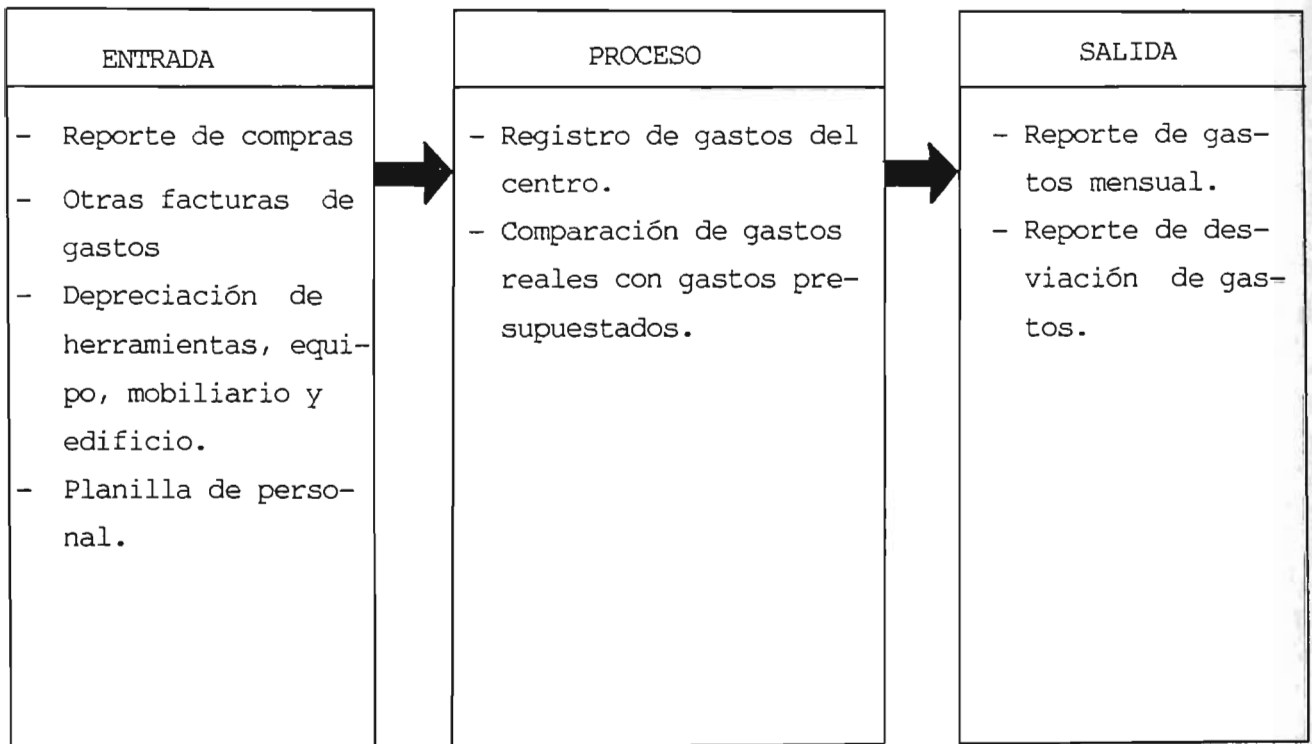 ENTRADA
- Reporte de compras
- Otras facturas de
gastos
- Depreciación de
herramientas, equi-
po, mobiliario y
edificio.
- Planilla de perso-
nal.
PROCESO
- Registro de gastos del
centro.
- Comparación de gastos
reales con gastos pre-
supuestados.
SALIDA
- Reporte de gas-
tos mensual.
- Reporte de des-
viación de gas-
tos.